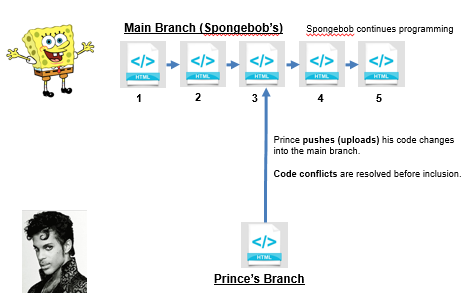 Main Branch (Spongebob's)
Spongebob continues programming
</>
HTML
</>
HTML
</>
HTML
</>
HTML
</>
HTML
1
2
3
4
5
Prince pushes (uploads) his code changes
into the main branch.
Code conflicts are resolved before inclusion.
</>
HTML
Prince's Branch